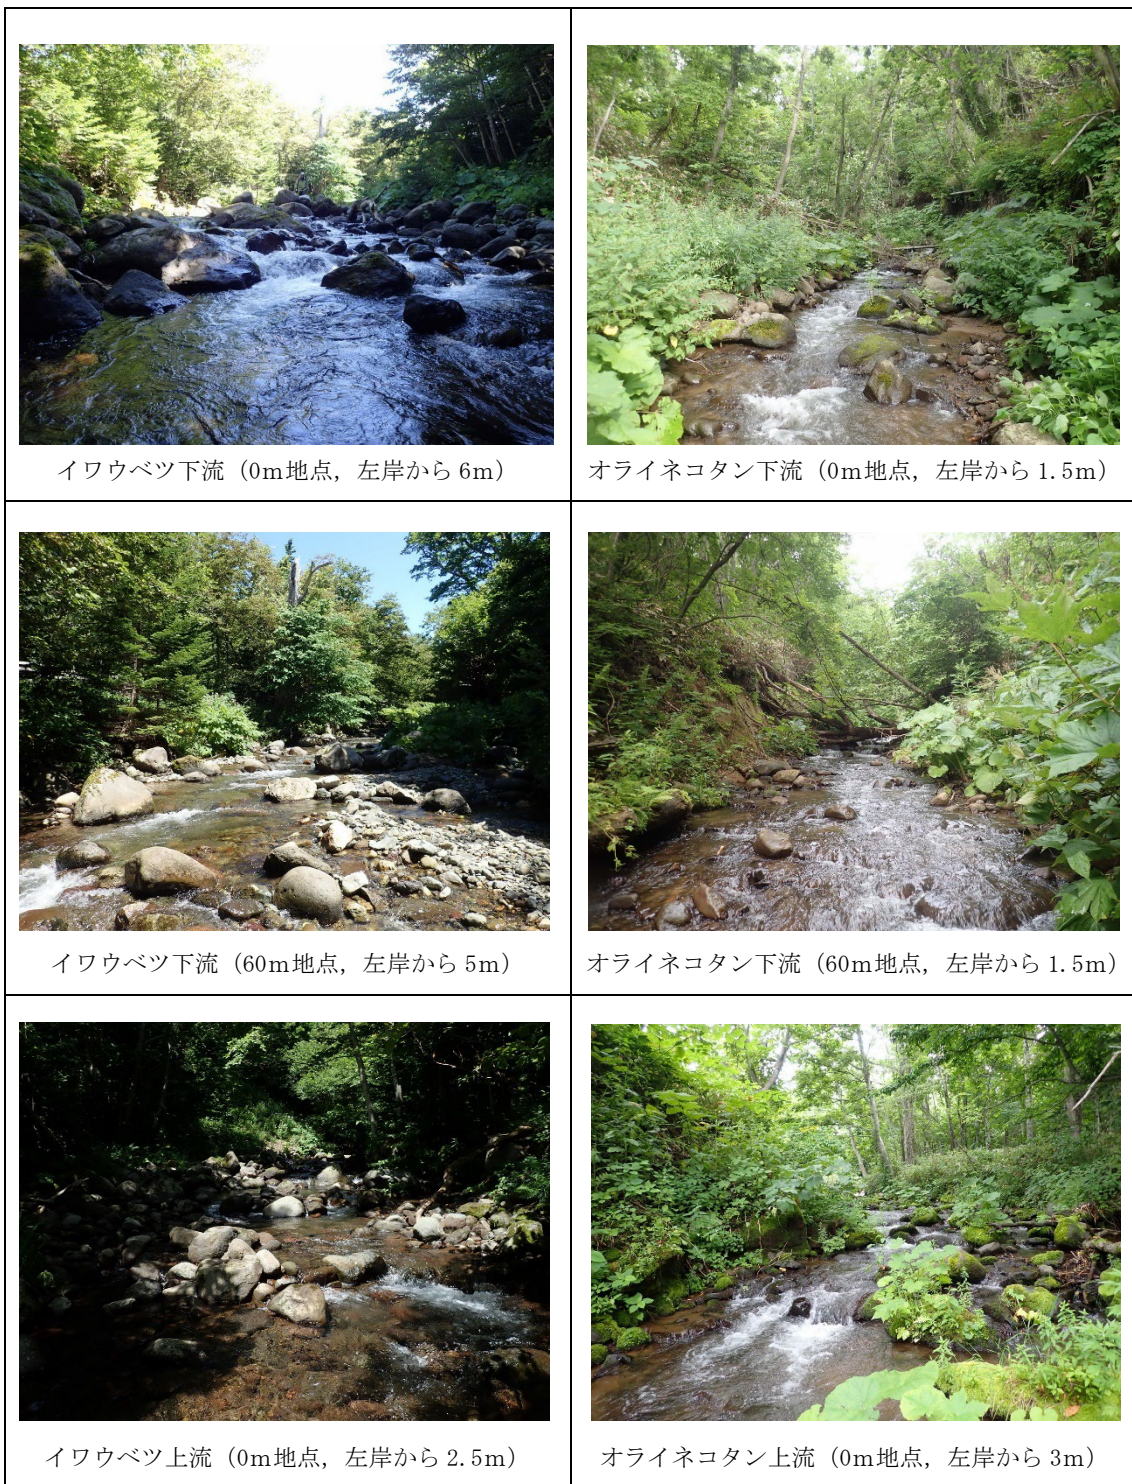 イワウベツ下流（0m地点，左岸から 6m）
オライネコタン下流（0m地点，左岸から 1.5m）
イワウベツ下流（60m地点，左岸から 5m）
オライネコタン下流（60m地点，左岸から 1.5m）
イワウベツ上流（0m地点，左岸から 2.5m）
オライネコタン上流（0m地点，左岸から 3m）